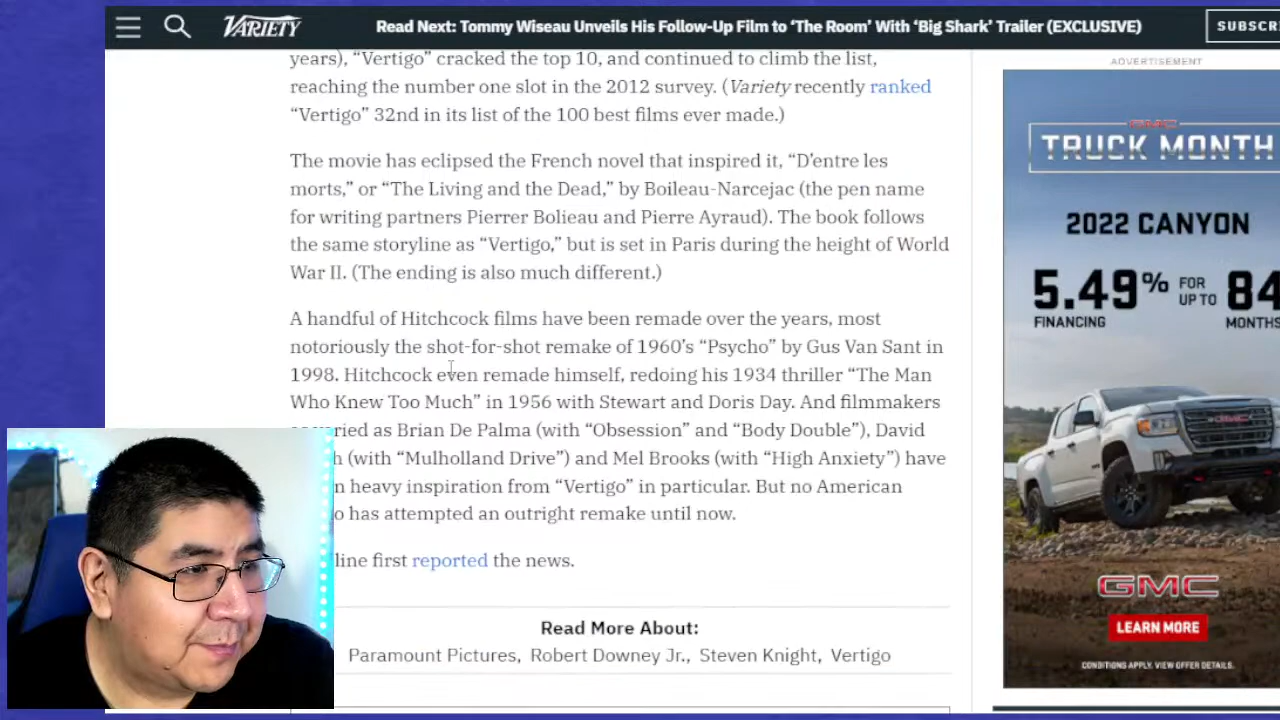 VARIETY
Read Next: Tommy Wiseau Unveils His Follow-Up Film to ‘The Room’ With ‘Big Shark’ Trailer (EXCLUSIVE)
SUBSCR
years), “Vertigo” cracked the top 10, and continued to climb the list,
reaching the number one slot in the 2012 survey. (Variety recently ranked
“Vertigo” 32nd in its list of the 100 best films ever made.)
The movie has eclipsed the French novel that inspired it, “D’entre les
morts,” or “The Living and the Dead,” by Boileau-Narcejac (the pen name
for writing partners Pierrer Bolieau and Pierre Ayraud). The book follows
the same storyline as “Vertigo,” but is set in Paris during the height of World
War II. (The ending is also much different.)
A handful of Hitchcock films have been remade over the years, most
notoriously the shot-for-shot remake of 1960’s “Psycho” by Gus Van Sant in
1998. Hitchcock even remade himself, redoing his 1934 thriller “The Man
Who Knew Too Much” in 1956 with Stewart and Doris Day. And filmmakers
varied as Brian De Palma (with “Obsession” and “Body Double”), David
h (with “Mulholland Drive”) and Mel Brooks (with “High Anxiety”) have
n heavy inspiration from “Vertigo” in particular. But no American
o has attempted an outright remake until now.
line first reported the news.
Read More About:
Paramount Pictures, Robert Downey Jr., Steven Knight, Vertigo
ADVERTISEMENT
GMC
TRUCK MONTH
2022 CANYON
5.49% FOR UP TO 84
FINANCING MONTHS
GMC
LEARN MORE
CONDITIONS APPLY. VIEW OFFER DETAILS.